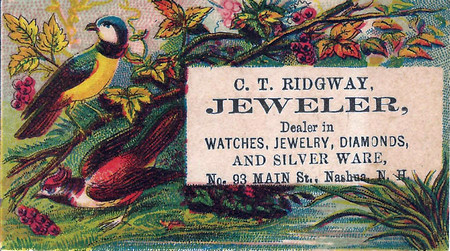 C. T. RIDGWAY,
JEWELER,
Dealer in
WATCHES, JEWELRY, DIAMONDS,
AND SILVER WARE,
No. 93 MAIN St., Nashua, N. H